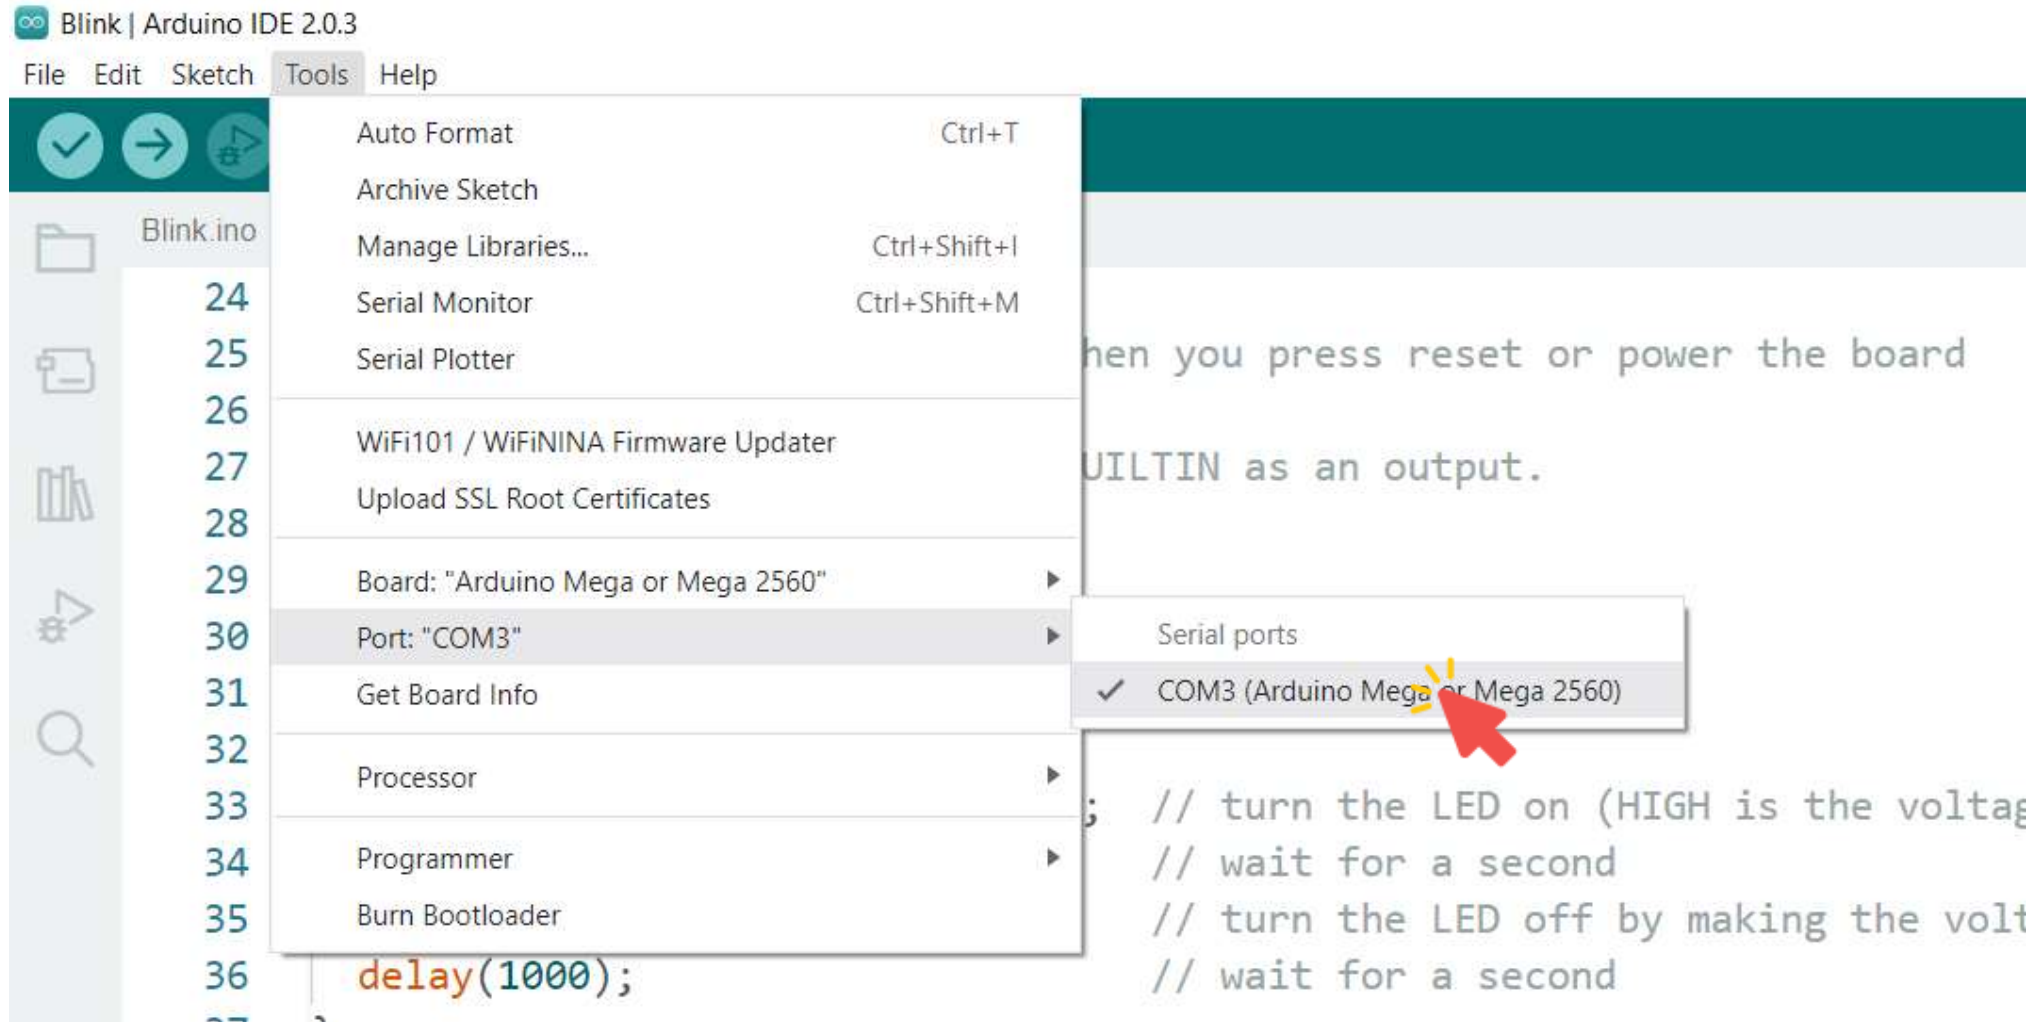 Blink | Arduino IDE 2.0.3
File Edit Sketch Tools Help
Auto Format Ctrl+T
Archive Sketch
Blink.ino
Manage Libraries... Ctrl+Shift+I
24
Serial Monitor Ctrl+Shift+M
25
Serial Plotter
hen you press reset or power the board
26
WiFi101 / WiFiNINA Firmware Updater
27
UILTIN as an output.
Upload SSL Root Certificates
28
29
Board: "Arduino Mega or Mega 2560"
30
Port: "COM3"
Serial ports
31
Get Board Info
COM3 (Arduino Mega or Mega 2560)
32
Processor
33 ; // turn the LED on (HIGH is the voltag
34 // wait for a second
Programmer
35 // turn the LED off by making the volt
Burn Bootloader
36 delay(1000); // wait for a second